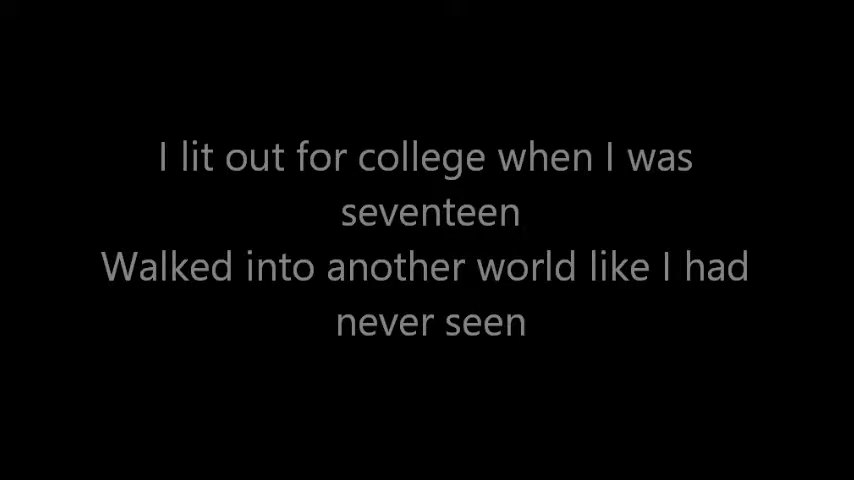 I lit out for college when I was
seventeen
Walked into another world like I had
never seen